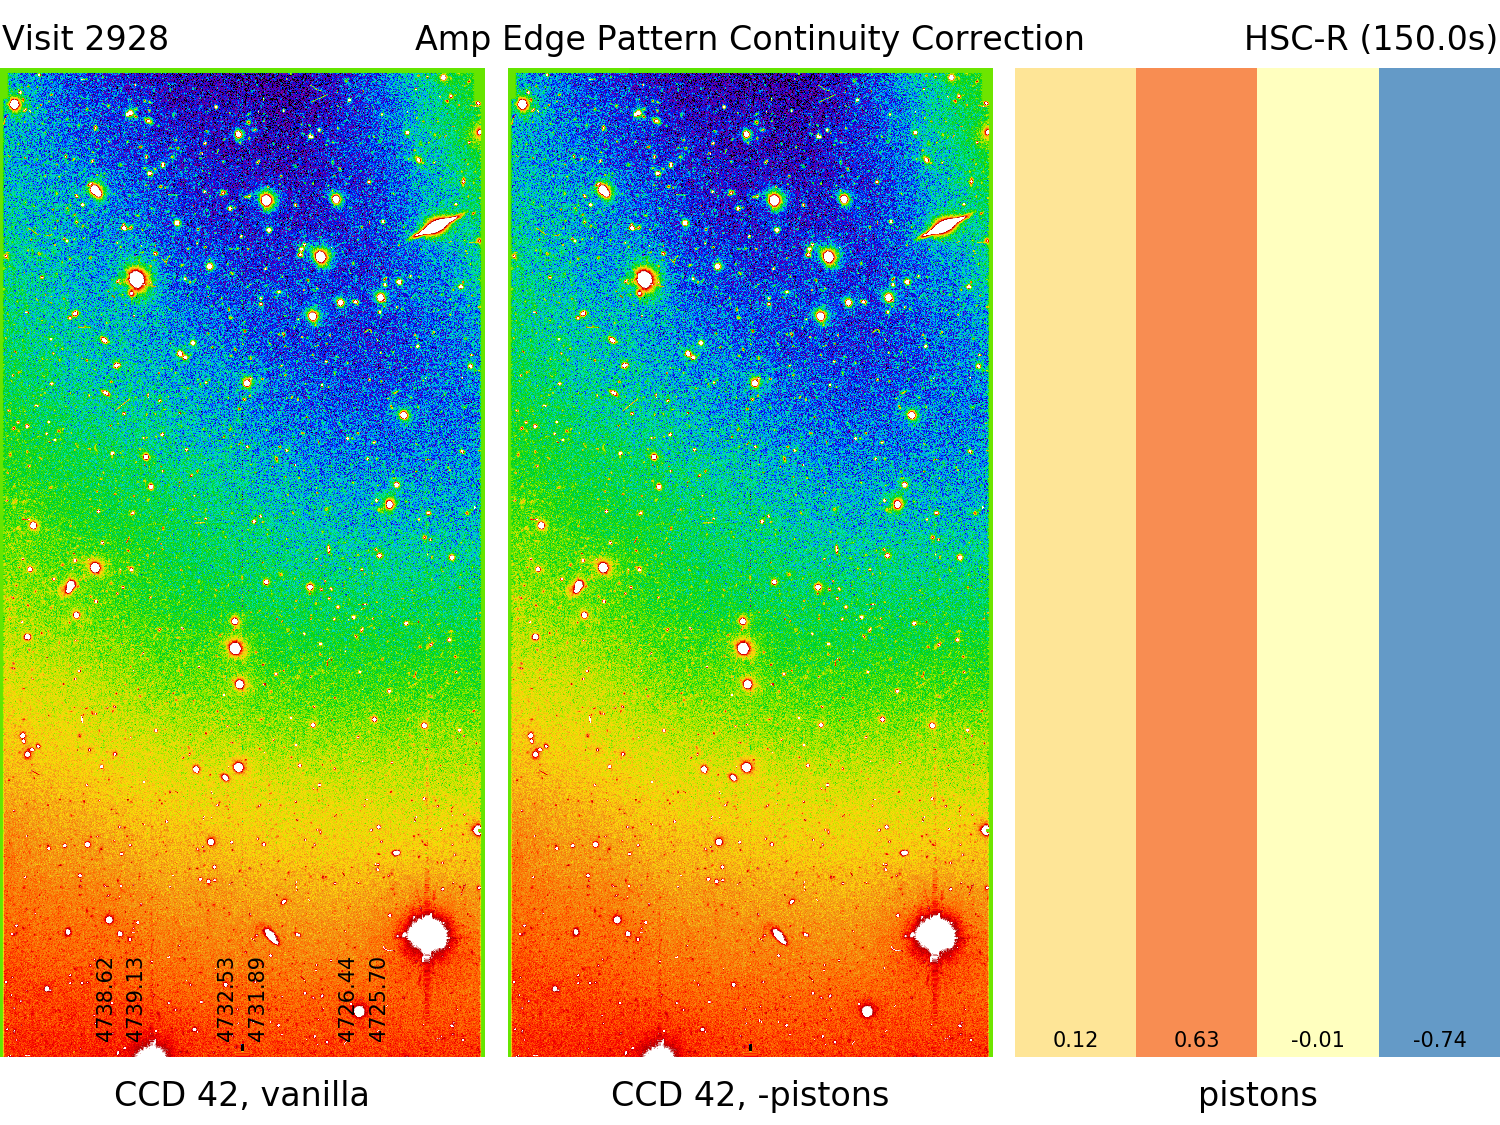 Visit 2928
Amp Edge Pattern Continuity Correction
HSC-R (150.0s)
4738.62
4739.13
4732.53
4731.89
4726.44
4725.70
0.12
0.63
-0.01
-0.74
CCD 42, vanilla
CCD 42, -pistons
pistons